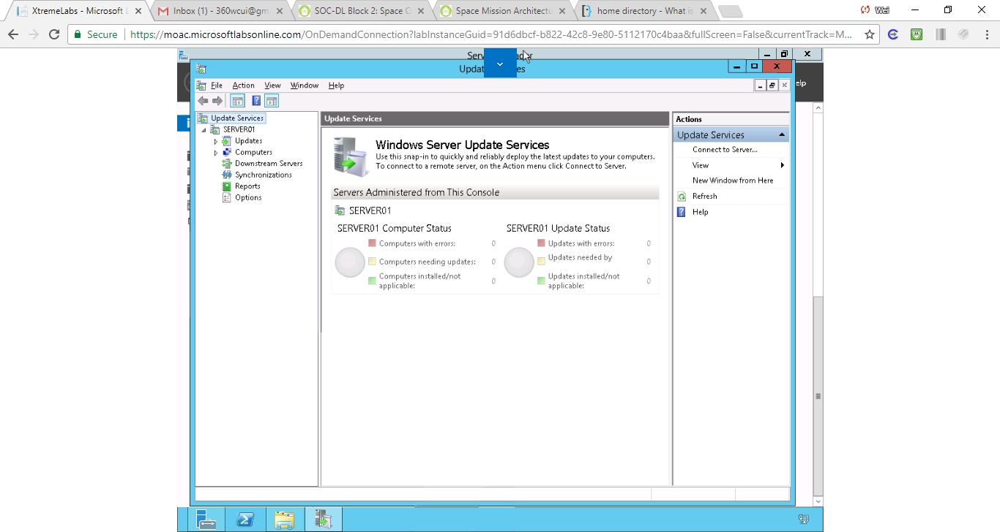 XtremeLabs - Microsoft L
Inbox (1) - 360wcui@gm
SOC-DL Block 2: Space O
Space Mission Architectu
home directory - What is
Wei
Secure
https://moac.microsoftlabsonline.com/OnDemandConnection?labInstanceGuid=91d6dbcf-b822-42c8-9e80-5112170c4baa&fullScreen=False&currentTrack=M...
Updat es
File Action View Window Help
elp
Update Services
SERVER01
Updates
Computers
Downstream Servers
Synchronizations
Reports
Options
Update Services
Windows Server Update Services
Use this snap-in to quickly and reliably deploy the latest updates to your computers.
To connect to a remote server, on the Action menu click Connect to Server.
Servers Administered from This Console
SERVER01
SERVER01 Computer Status
Computers with errors: 0
Computers needing updates: 0
Computers installed/not
applicable: 0
SERVER01 Update Status
Updates with errors: 0
Updates needed by 0
Updates installed/not
applicable: 0
Actions
Update Services
Connect to Server...
View
New Window from Here
Refresh
Help